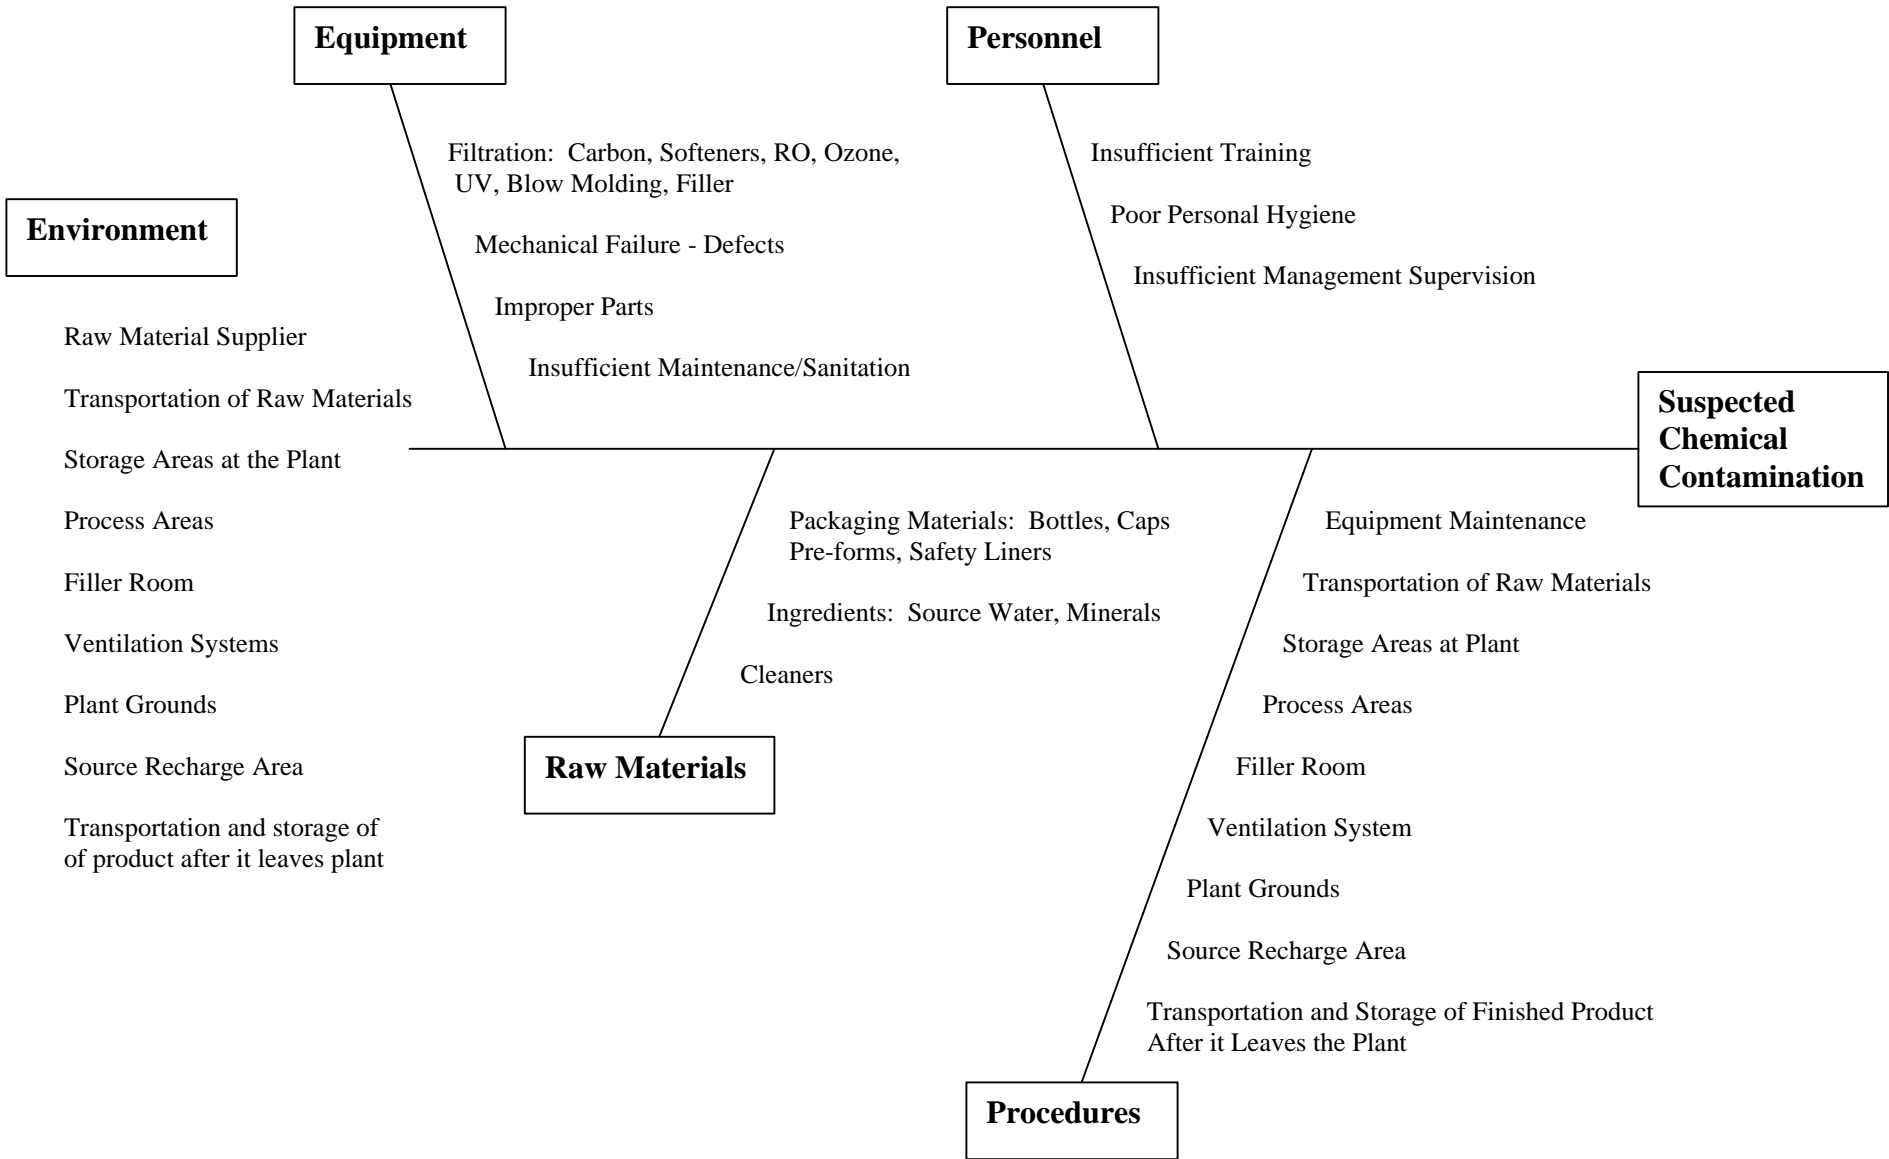 Equipment
Personnel
Filtration:  Carbon, Softeners, RO, Ozone,
UV, Blow Molding, Filler
Mechanical Failure - Defects
Improper Parts
Insufficient Maintenance/Sanitation
Insufficient Training
Poor Personal Hygiene
Insufficient Management Supervision
Environment
Raw Material Supplier
Transportation of Raw Materials
Storage Areas at the Plant
Process Areas
Filler Room
Ventilation Systems
Plant Grounds
Source Recharge Area
Transportation and storage of
of product after it leaves plant
Suspected
Chemical
Contamination
Packaging Materials:  Bottles, Caps
Pre-forms, Safety Liners
Ingredients:  Source Water, Minerals
Cleaners
Raw Materials
Equipment Maintenance
Transportation of Raw Materials
Storage Areas at Plant
Process Areas
Filler Room
Ventilation System
Plant Grounds
Source Recharge Area
Transportation and Storage of Finished Product
After it Leaves the Plant
Procedures